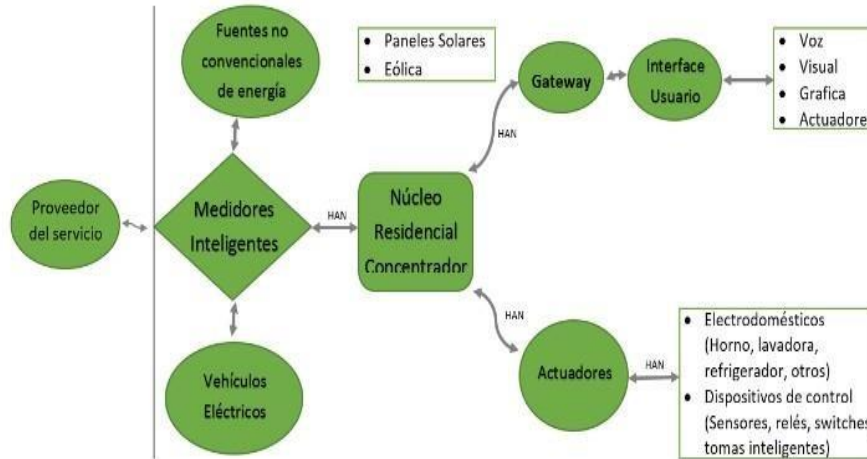 Fuentes no
convencionales
de energía
• Paneles Solares
• Eólica
Gateway
Interface
Usuario
• Voz
• Visual
• Grafica
• Actuadore
HAN
Proveedor
del servicio
Medidores
Inteligentes
HAN
Núcleo
Residencial
Concentrador
HAN
Vehículos
Eléctricos
Actuadores
HAN
• Electrodomésticos
(Horno, lavadora,
refrigerador, otros)
• Dispositivos de control
(Sensores, relés, switches
tomas inteligentes)